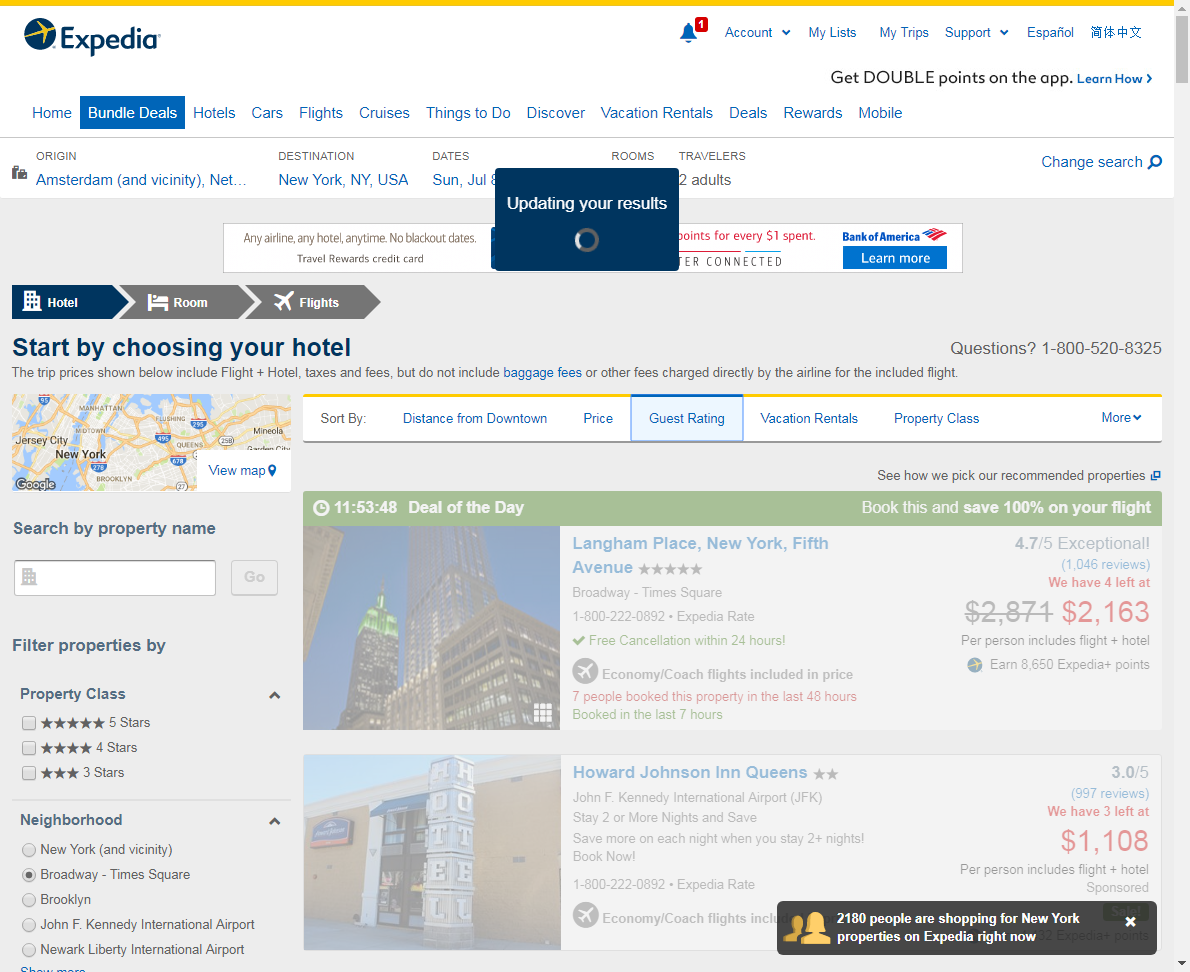 Expedia
1
Account
My Lists
My Trips
Support
Español
简体中文
Get DOUBLE points on the app. Learn How
Home
Bundle Deals
Hotels
Cars
Flights
Cruises
Things to Do
Discover
Vacation Rentals
Deals
Rewards
Mobile
ORIGIN
Amsterdam (and vicinity), Net...
DESTINATION
New York, NY, USA
DATES
Sun, Jul
ROOMS
TRAVELERS
2 adults
Change search
Updating your results
Any airline, any hotel, anytime. No blackout dates.
Travel Rewards credit card
points for every $1 spent.
CONNECTED
Bank of America
Learn more
Hotel
Room
Flights
Start by choosing your hotel
Questions? 1-800-520-8325
The trip prices shown below include Flight + Hotel, taxes and fees, but do not include baggage fees or other fees charged directly by the airline for the included flight.
MANHATTAN
95
FLUSHING
295
Jersey City
MIDTOWN
495
25B
Mineola
New York
QUEENS
Garden City
278
678
BROOKLYN
27
Google
View map
Sort By:
Distance from Downtown
Price
Guest Rating
Vacation Rentals
Property Class
More
See how we pick our recommended properties
Search by property name
Go
Filter properties by
Property Class
5 Stars
4 Stars
3 Stars
Neighborhood
New York (and vicinity)
Broadway - Times Square
Brooklyn
John F. Kennedy International Airport
Newark Liberty International Airport
Show more
11:53:48 Deal of the Day
Book this and save 100% on your flight
Langham Place, New York, Fifth
Avenue
Broadway - Times Square
1-800-222-0892 • Expedia Rate
Free Cancellation within 24 hours!
Economy/Coach flights included in price
7 people booked this property in the last 48 hours
Booked in the last 7 hours
4.7/5 Exceptional!
(1,046 reviews)
We have 4 left at
$2,871 $2,163
Per person includes flight + hotel
Earn 8,650 Expedia+ points
HOTEL
Howard Johnson Inn Queens
John F. Kennedy International Airport (JFK)
Stay 2 or More Nights and Save
Save more on each night when you stay 2+ nights!
Book Now!
1-800-222-0892 • Expedia Rate
Economy/Coach flights
3.0/5
(997 reviews)
We have 3 left at
$1,108
Per person includes flight + hotel
Sponsored
Expedia+ points
2180 people are shopping for New York
properties on Expedia right now